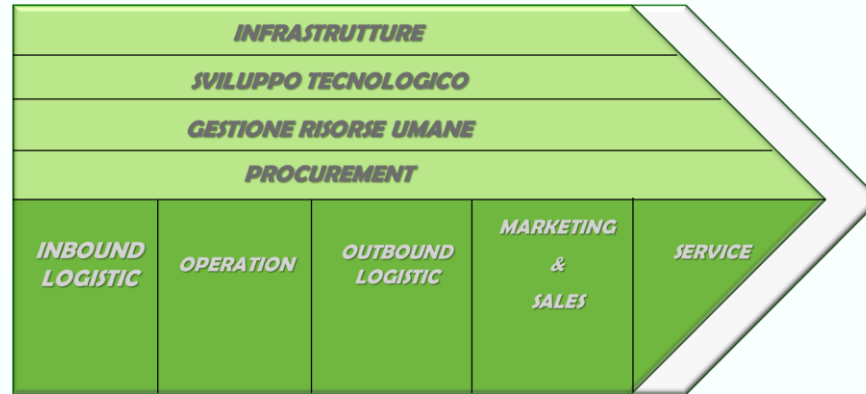 INFRASTRUTTURE
SVILUPPO TECNOLOGICO
GESTIONE RISORSE UMANE
PROCUREMENT
INBOUND
LOGISTIC
OPERATION
OUTBOUND
LOGISTIC
MARKETING
&
SALES
SERVICE